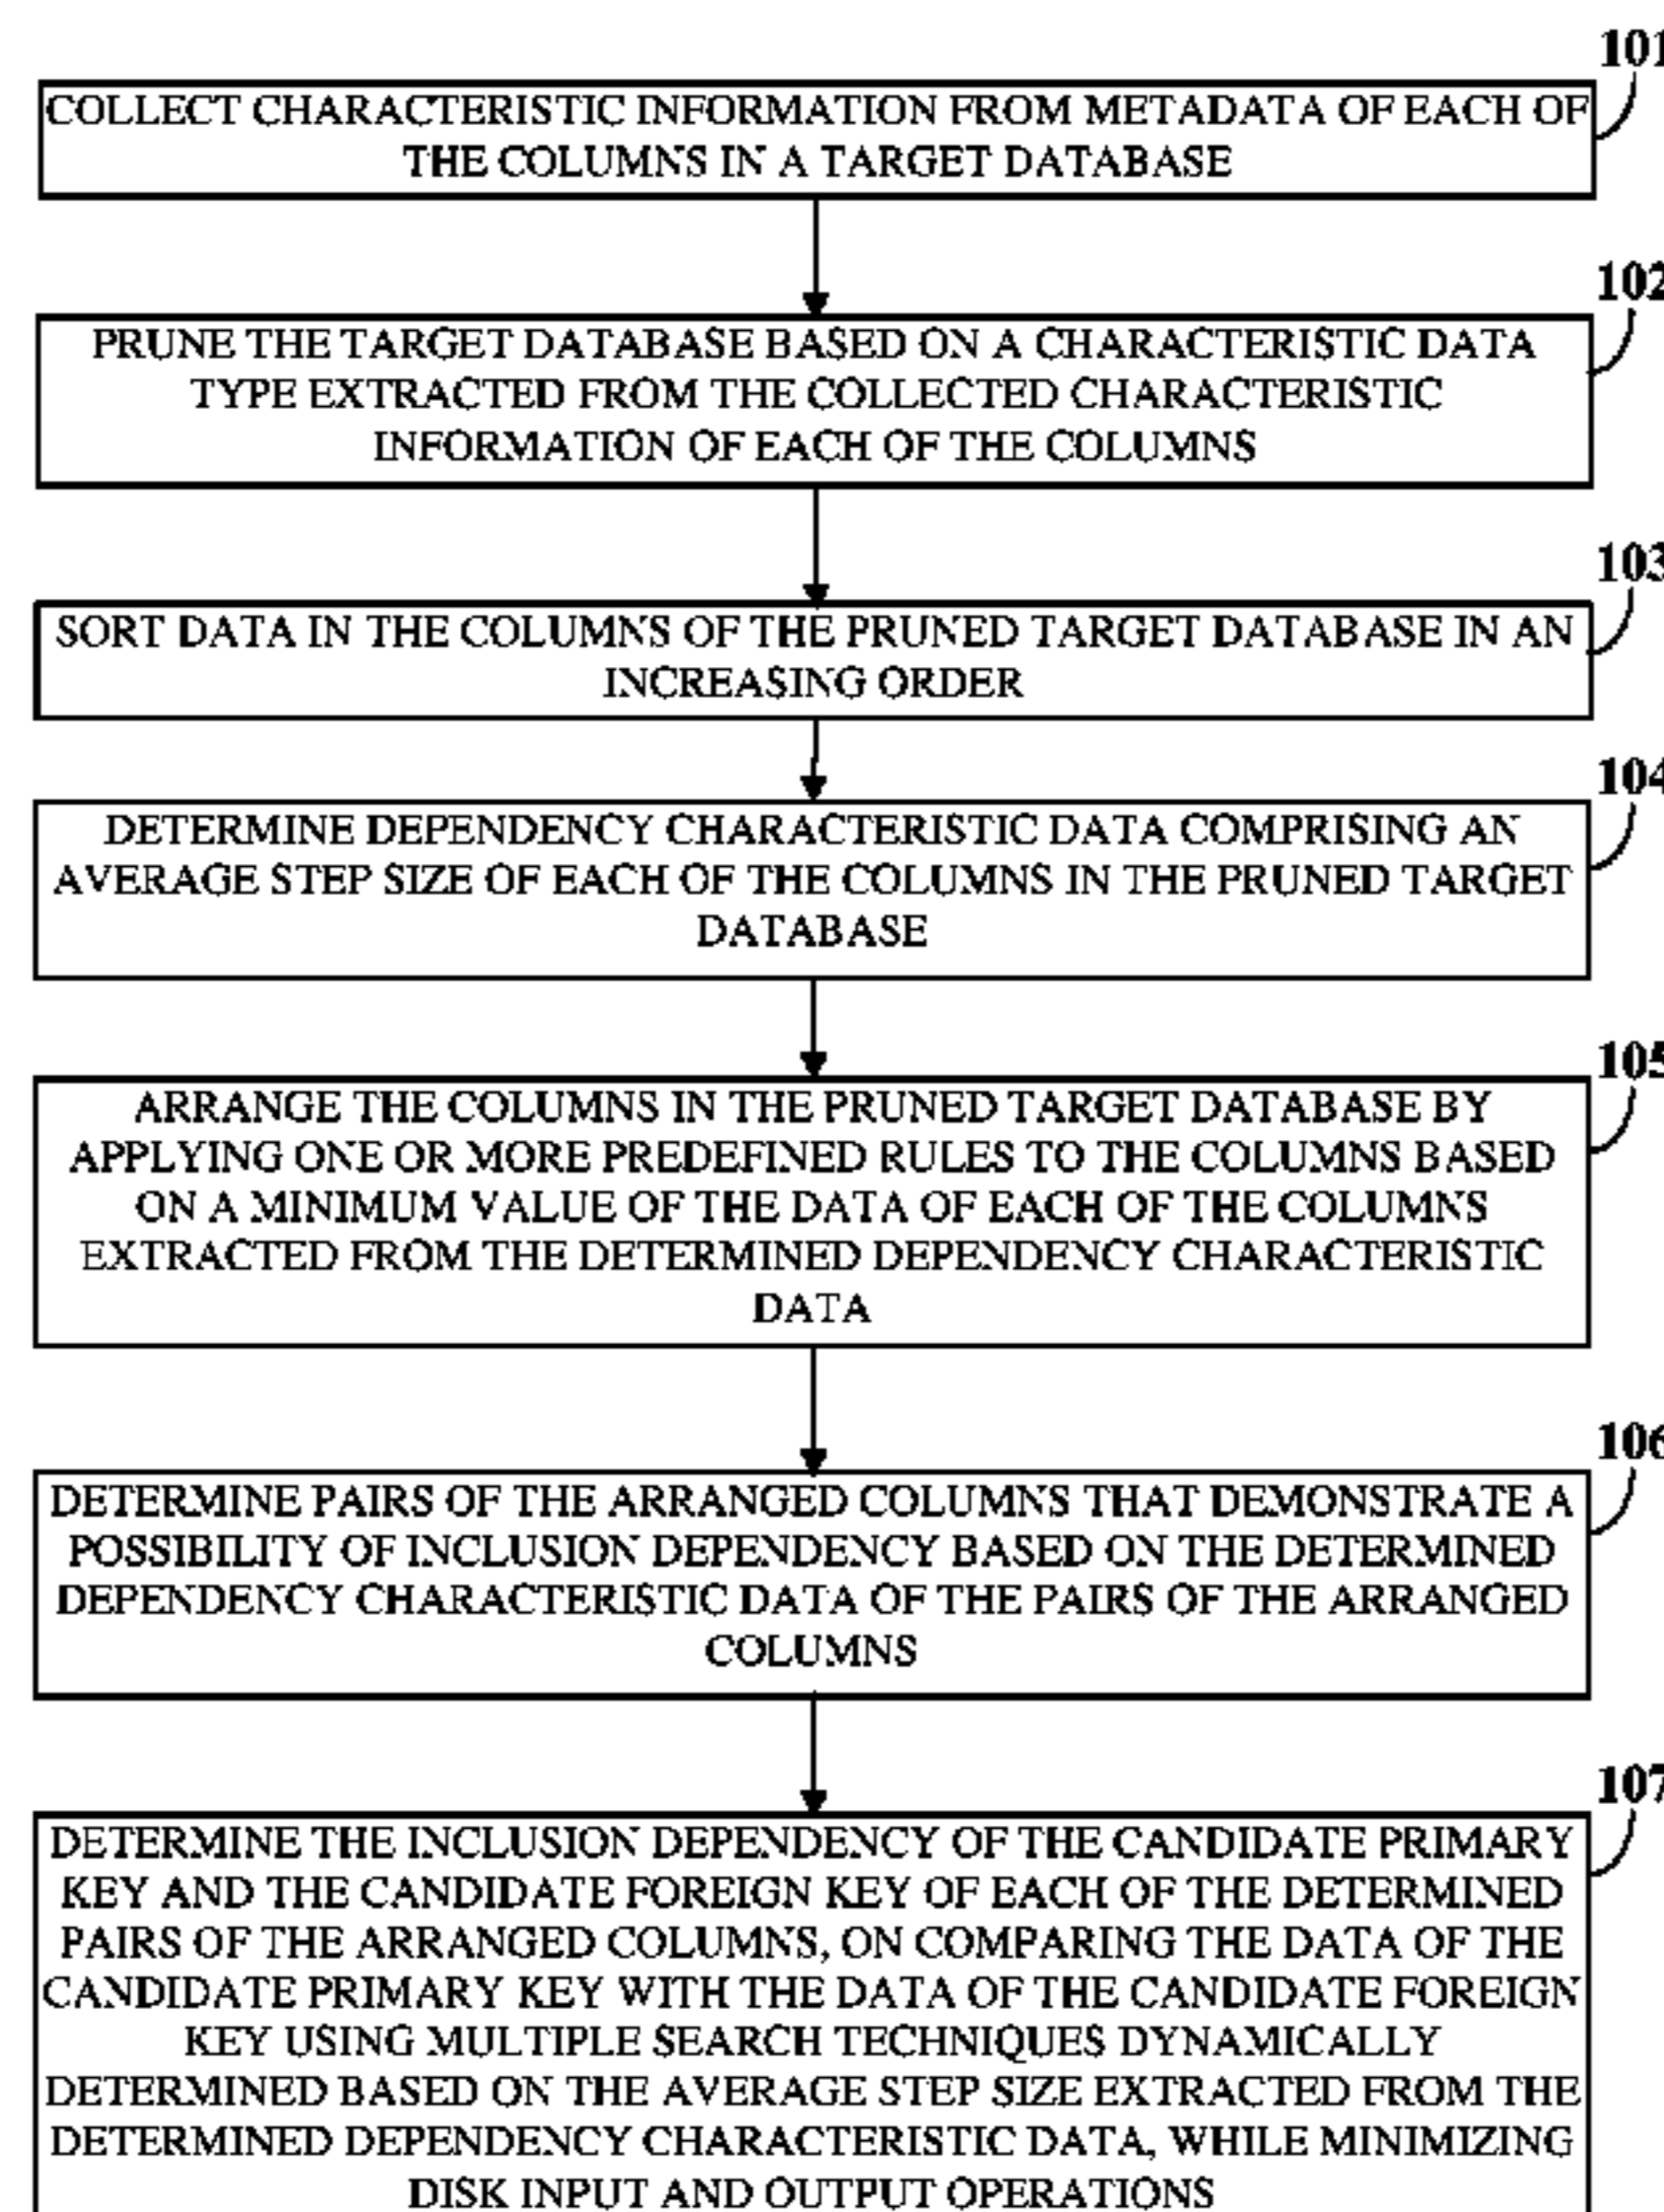 101
COLLECT CHARACTERISTIC INFORMATION FROM METADATA OF EACH OF
THE COLUMNS IN A TARGET DATABASE
102
PRUNE THE TARGET DATABASE BASED ON A CHARACTERISTIC DATA
TYPE EXTRACTED FROM THE COLLECTED CHARACTERISTIC
INFORMATION OF EACH OF THE COLUMNS
103
SORT DATA IN THE COLUMNS OF THE PRUNED TARGET DATABASE IN AN
INCREASING ORDER
104
DETERMINE DEPENDENCY CHARACTERISTIC DATA COMPRISING AN
AVERAGE STEP SIZE OF EACH OF THE COLUMNS IN THE PRUNED TARGET
DATABASE
105
ARRANGE THE COLUMNS IN THE PRUNED TARGET DATABASE BY
APPLYING ONE OR MORE PREDEFINED RULES TO THE COLUMNS BASED
ON A MINIMUM VALUE OF THE DATA OF EACH OF THE COLUMNS
EXTRACTED FROM THE DETERMINED DEPENDENCY CHARACTERISTIC
DATA
106
DETERMINE PAIRS OF THE ARRANGED COLUMNS THAT DEMONSTRATE A
POSSIBILITY OF INCLUSION DEPENDENCY BASED ON THE DETERMINED
DEPENDENCY CHARACTERISTIC DATA OF THE PAIRS OF THE ARRANGED
COLUMNS
107
DETERMINE THE INCLUSION DEPENDENCY OF THE CANDIDATE PRIMARY
KEY AND THE CANDIDATE FOREIGN KEY OF EACH OF THE DETERMINED
PAIRS OF THE ARRANGED COLUMNS, ON COMPARING THE DATA OF THE
CANDIDATE PRIMARY KEY WITH THE DATA OF THE CANDIDATE FOREIGN
KEY USING MULTIPLE SEARCH TECHNIQUES DYNAMICALLY
DETERMINED BASED ON THE AVERAGE STEP SIZE EXTRACTED FROM THE
DETERMINED DEPENDENCY CHARACTERISTIC DATA, WHILE MINIMIZING
DISK INPUT AND OUTPUT OPERATIONS